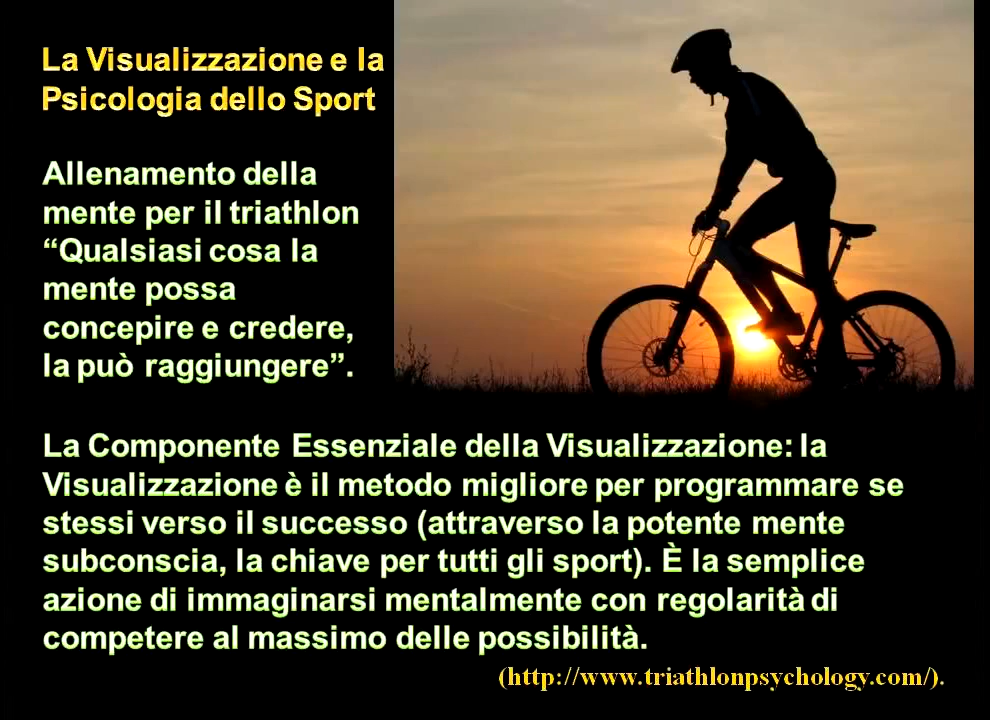 La Visualizzazione e la
Psicologia dello Sport
Allenamento della
mente per il triathlon
“Qualsiasi cosa la
mente possa
concepire e credere,
la può raggiungere”.
La Componente Essenziale della Visualizzazione: la
Visualizzazione è il metodo migliore per programmare se
stessi verso il successo (attraverso la potente mente
subconscia, la chiave per tutti gli sport). È la semplice
azione di immaginarsi mentalmente con regolarità di
competere al massimo delle possibilità.
(http://www.triathlonpsychology.com/).